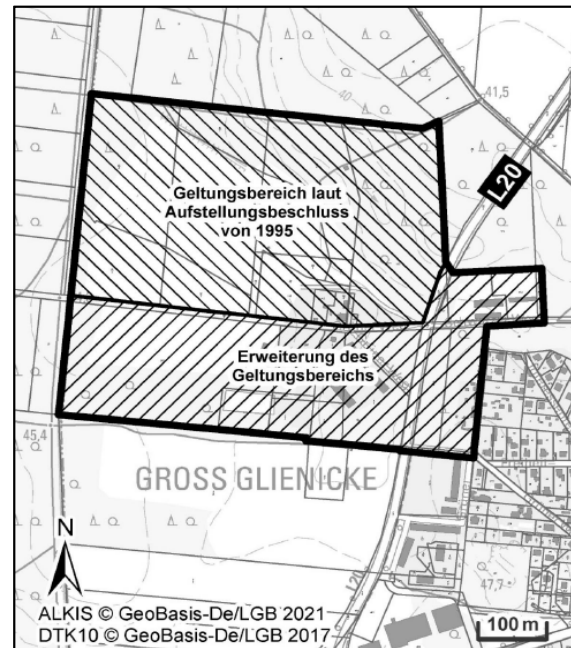 41,5
40
L20
Geltungsbereich laut
Aufstellungsbeschluss
von 1995
Erweiterung des
Geltungsbereichs
45,4
GROSS GLIENICKE
N
L20
47,7
ALKIS © GeoBasis-De/LGB 2021
DTK10 © GeoBasis-De/LGB 2017
100 m